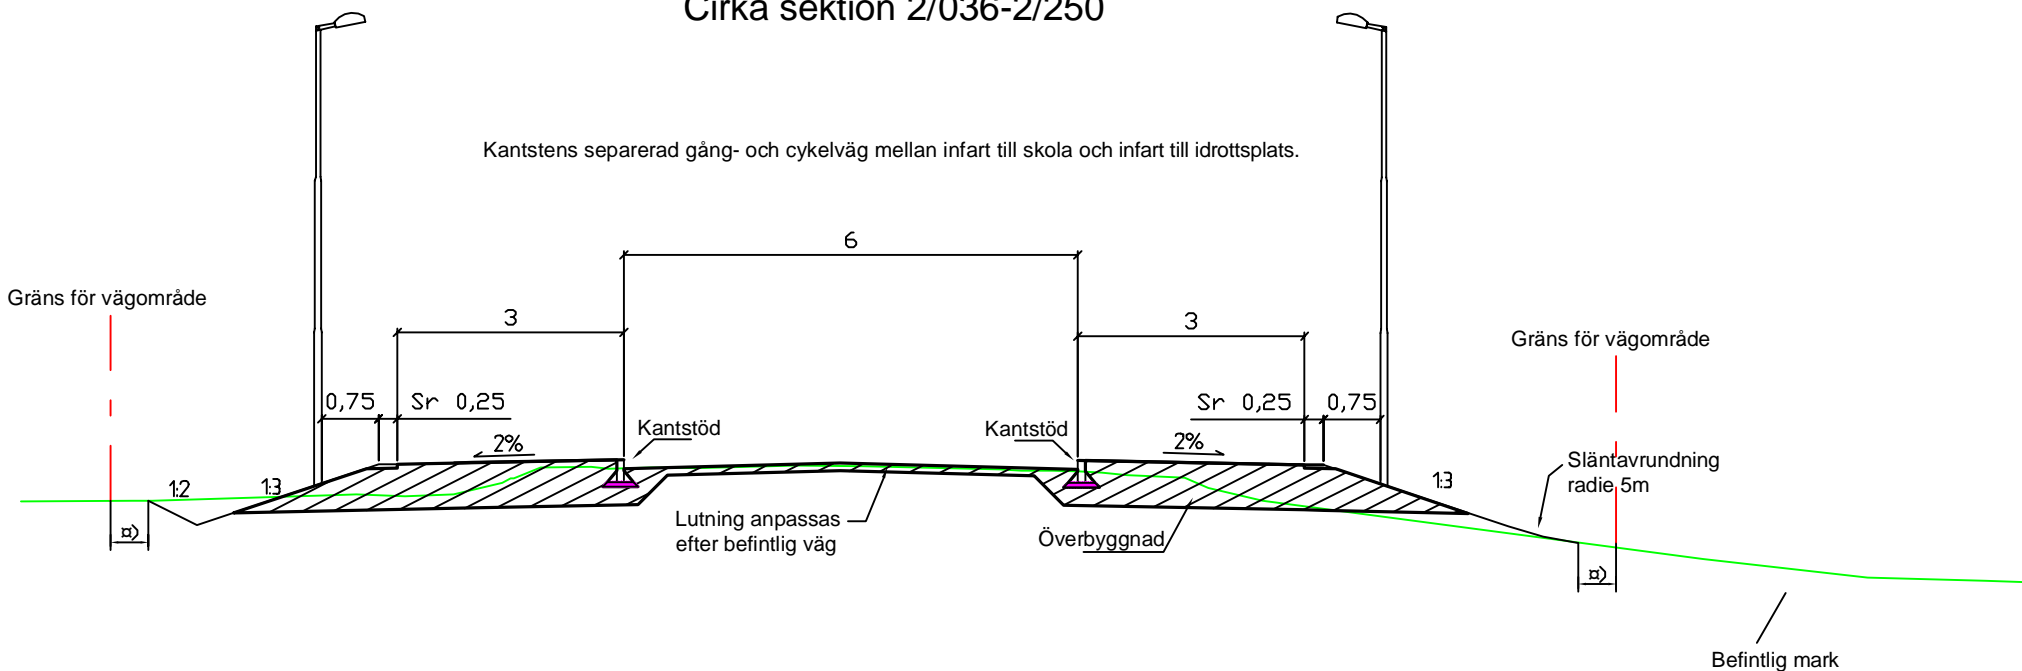 Cirka sektion 2/036-2/250
Kantstens separerad gång- och cykelväg mellan infart till skola och infart till idrottsplats.
6
Gräns för vägområde
3
3
Gräns för vägområde
0,75
Sr 0,25
Sr 0,25
0,75
Kantstöd
Kantstöd
2%
2%
Släntavrundning
radie 5m
1:2
1:3
1:3
Lutning anpassas
efter befintlig väg
Överbyggnad
¤)
¤)
Befintlig mark